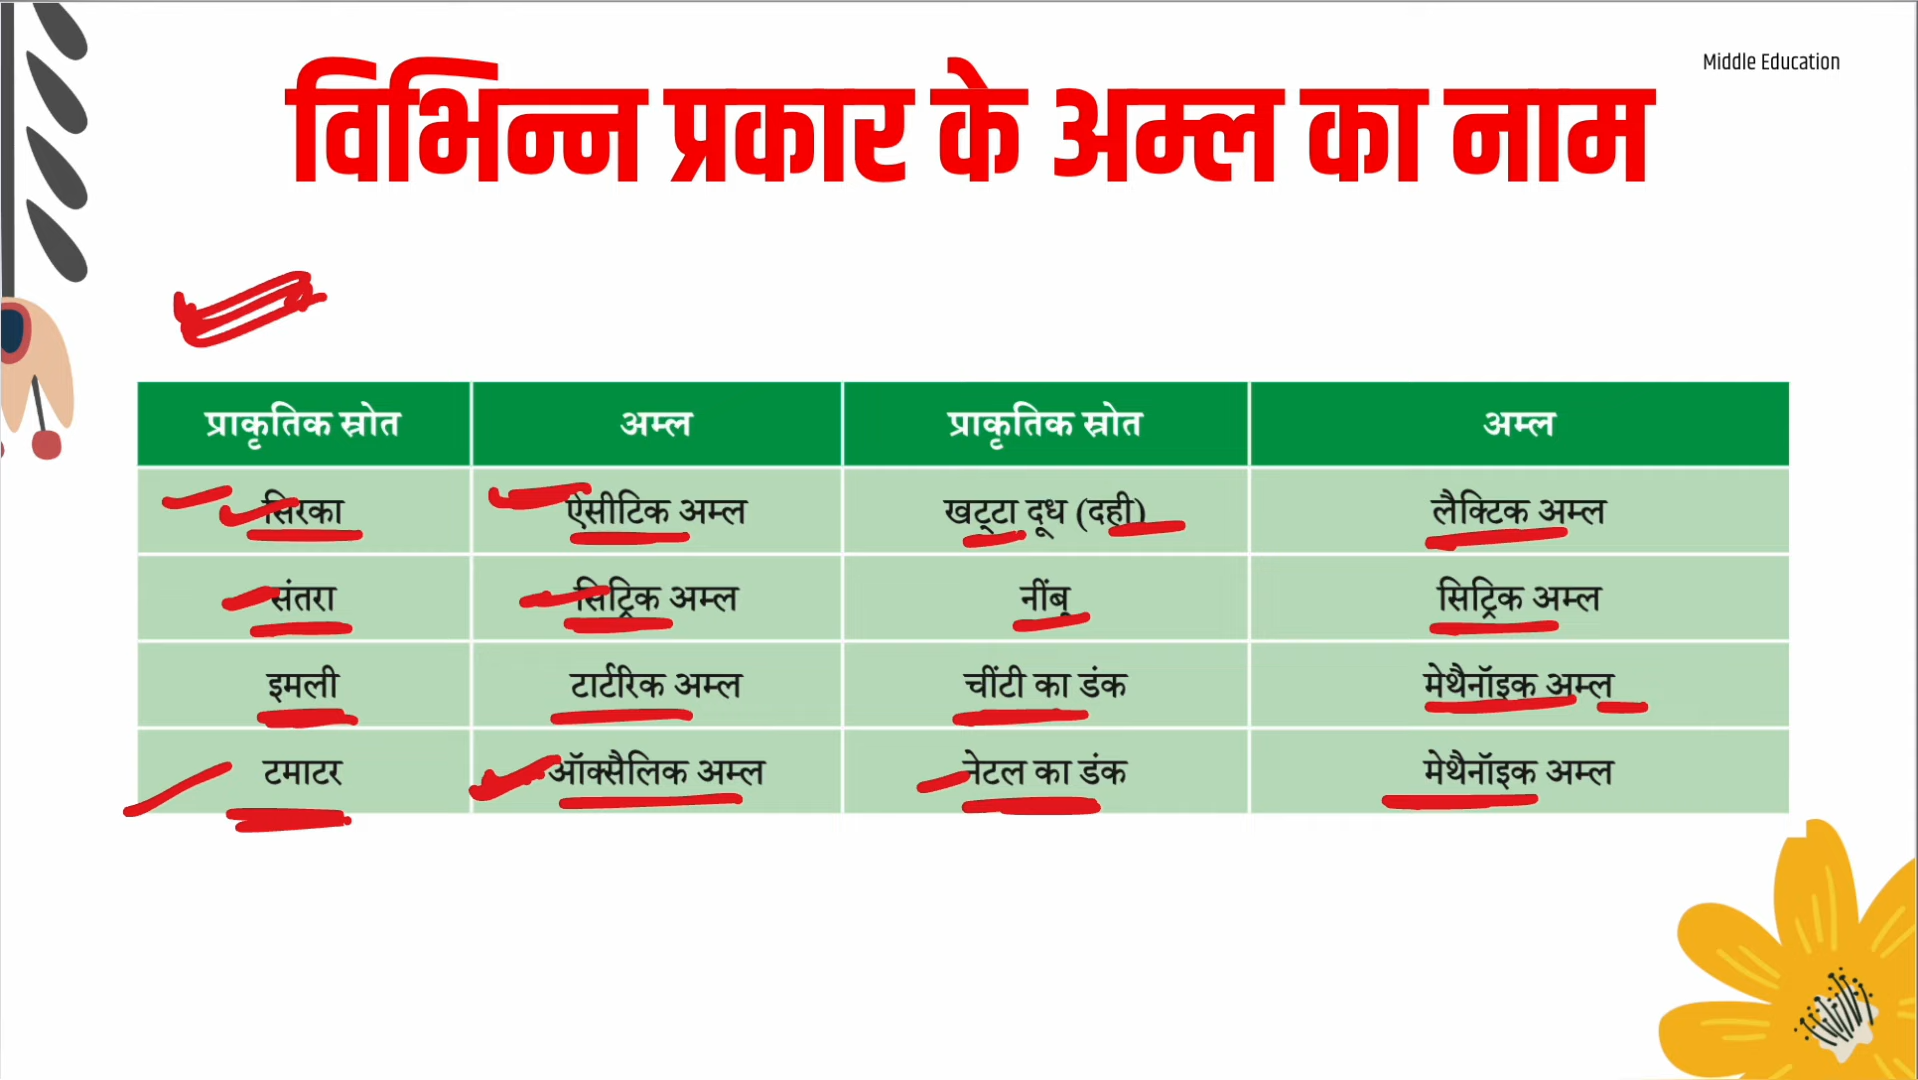 Middle Education
विभिन्न प्रकार के अम्ल का नाम
प्राकृतिक स्रोत अम्ल प्राकृतिक स्रोत अम्ल
सिरका ऐसीटिक अम्ल खट्टा दूध (दही) लैक्टिक अम्ल
संतरा सिट्रिक अम्ल नींबू सिट्रिक अम्ल
इमली टार्टरिक अम्ल चींटी का डंक मेथैनॉइक अम्ल
टमाटर ऑक्सैलिक अम्ल नेटल का डंक मेथैनॉइक अम्ल